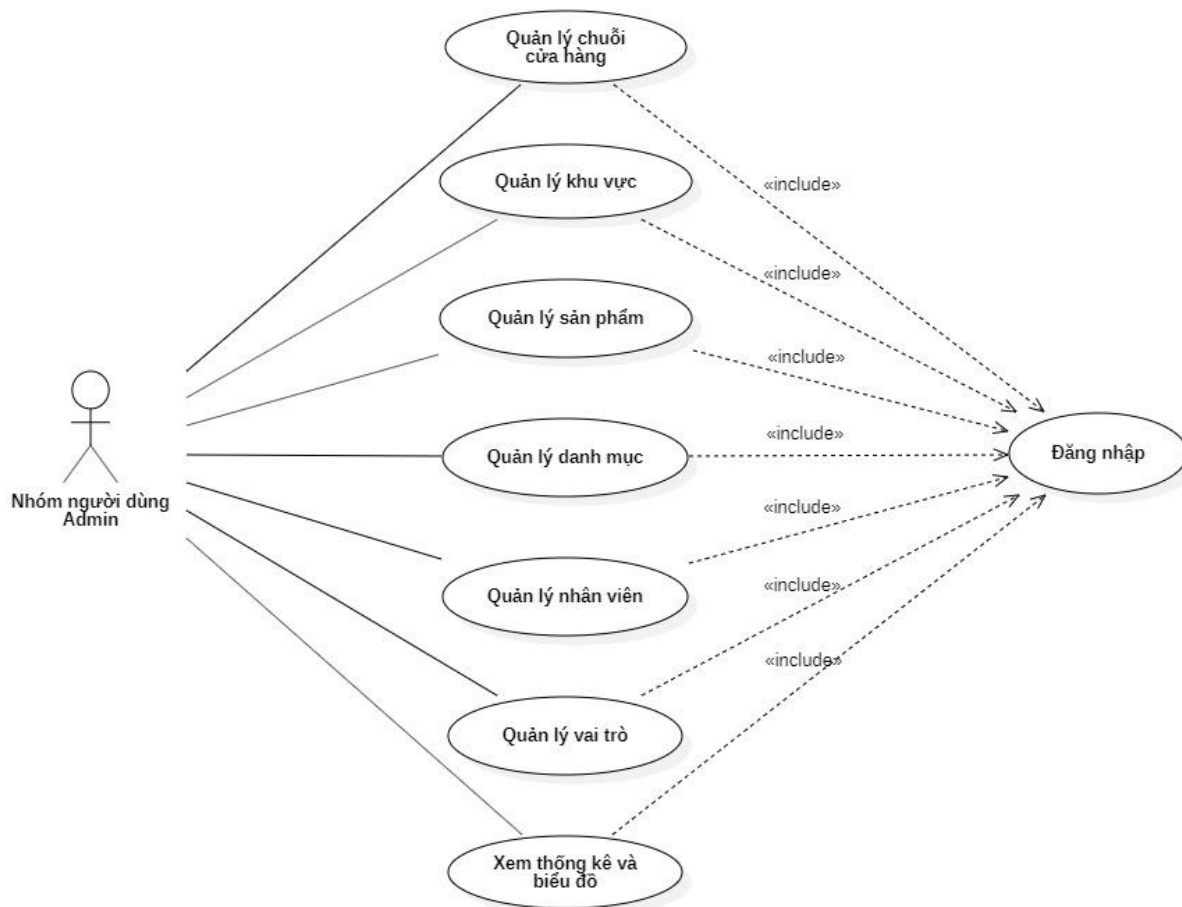 Quản lý chuỗi
cửa hàng
«include»
Quản lý khu vực
«include»
Quản lý sản phẩm
«include»
Nhóm người dùng
Admin
Quản lý danh mục
«include»
Đăng nhập
«include»
Quản lý nhân viên
«include»
Quản lý vai trò
«include»
Xem thống kê và
biểu đồ